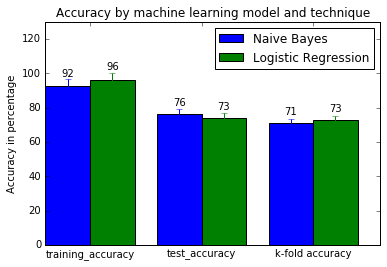 Accuracy by machine learning model and technique
Naive Bayes
Logistic Regression
Accuracy in percentage
120
100
80
60
40
20
0
92
96
76
73
71
73
training_accuracy
test_accuracy
k-fold accuracy